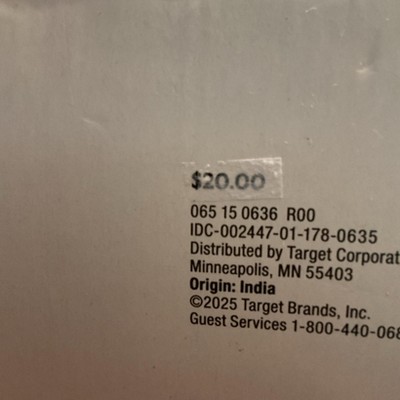 $20.00
065 15 0636 R00
IDC-002447-01-178-0635
Distributed by Target Corporat
Minneapolis, MN 55403
Origin: India
©2025 Target Brands, Inc.
Guest Services 1-800-440-068